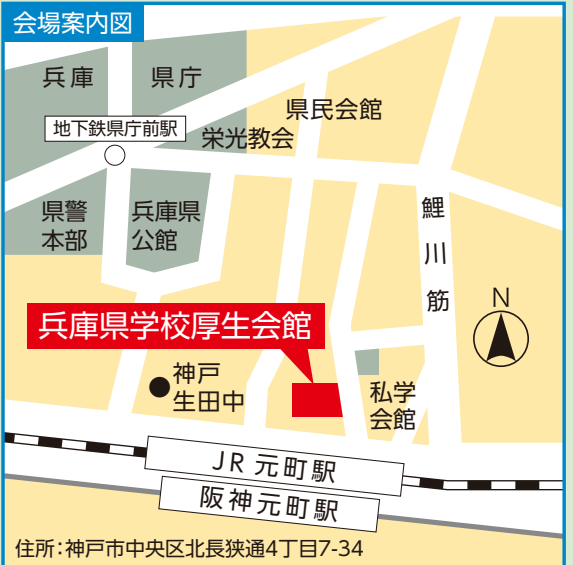 会場案内図
兵庫
県庁
県民会館
地下鉄県庁前駅
栄光教会
県警
本部
兵庫県
公館
鯉川筋
N
兵庫県学校厚生会館
神戸
生田中
私学
会館
JR元町駅
阪神元町駅
住所:神戸市中央区北長狭通4丁目7-34